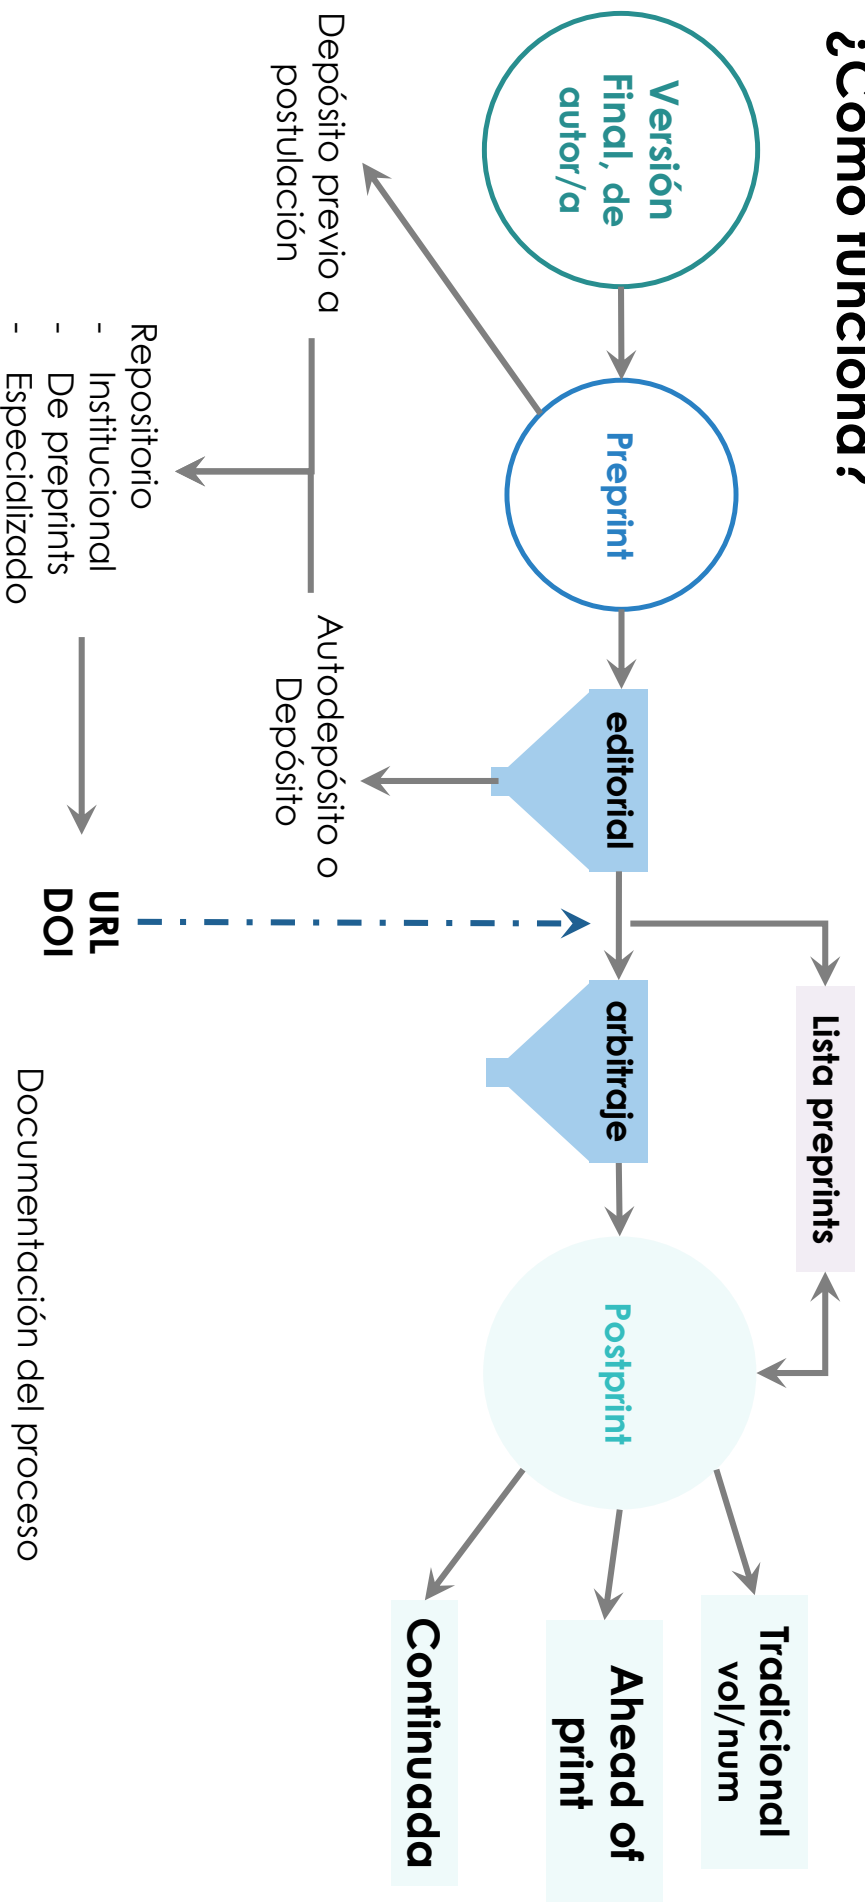 ¿Como funciona?
Versión
Final, de
autor/a
Preprint
editorial
arbitraje
Lista preprints
Postprint
Tradicional
vol/num
Ahead of
print
Continuada
Depósito previo a
postulación
Autodepósito o
Depósito
Repositorio
- Institucional
- De preprints
- Especializado
URL
DOI
Documentación del proceso